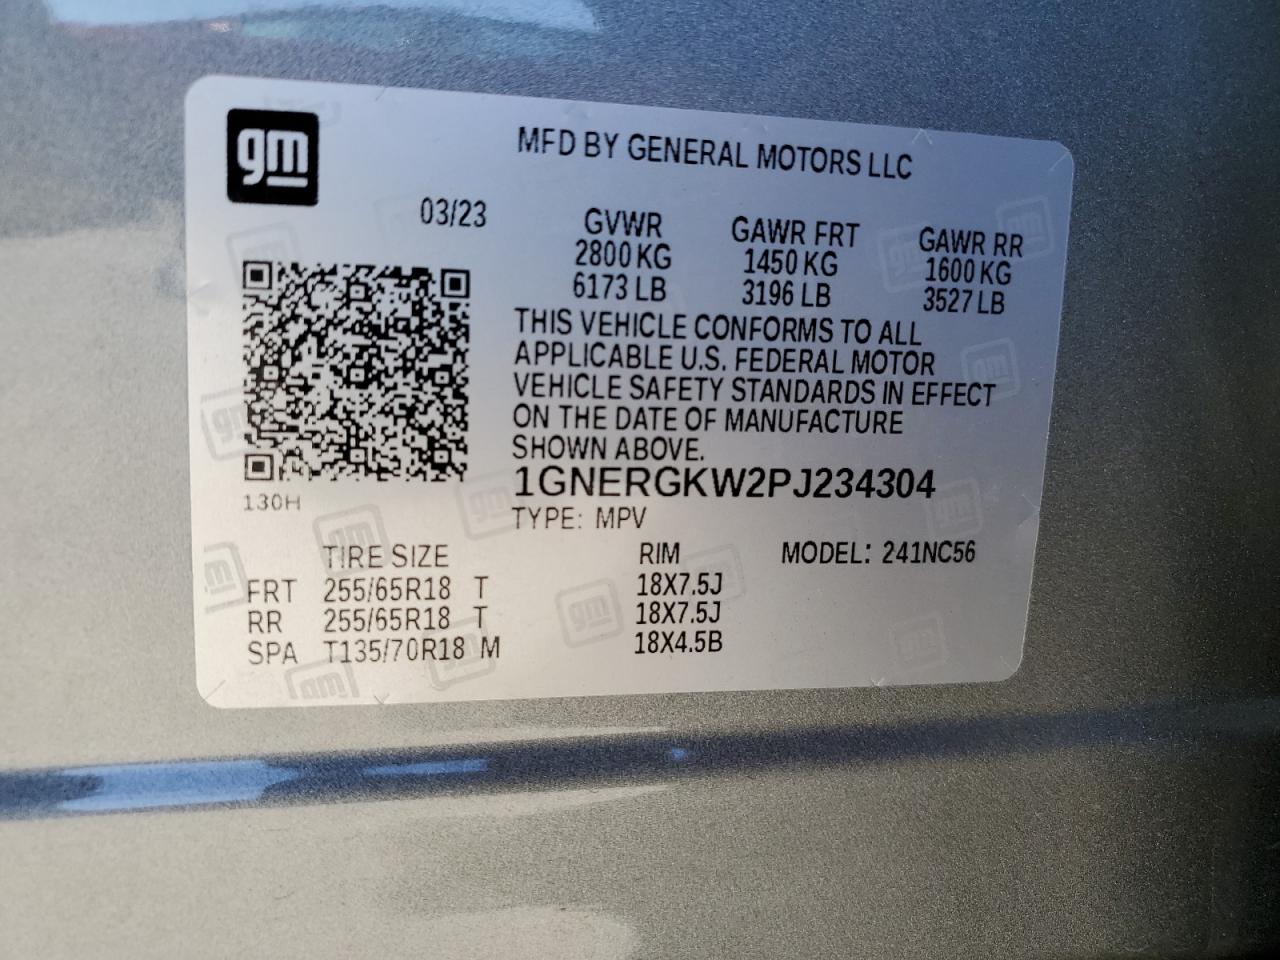 gm
MFD BY GENERAL MOTORS LLC
03/23
GVWR GAWR FRT GAWR RR
2800 KG 1450 KG 1600 KG
6173 LB 3196 LB 3527 LB
THIS VEHICLE CONFORMS TO ALL
APPLICABLE U.S. FEDERAL MOTOR
VEHICLE SAFETY STANDARDS IN EFFECT
ON THE DATE OF MANUFACTURE
SHOWN ABOVE.
1GNERGKW2PJ234304
130H
TYPE: MPV
TIRE SIZE RIM MODEL: 241NC56
FRT 255/65R18 T 18X7.5J
RR 255/65R18 T 18X7.5J
SPA T135/70R18 M 18X4.5B